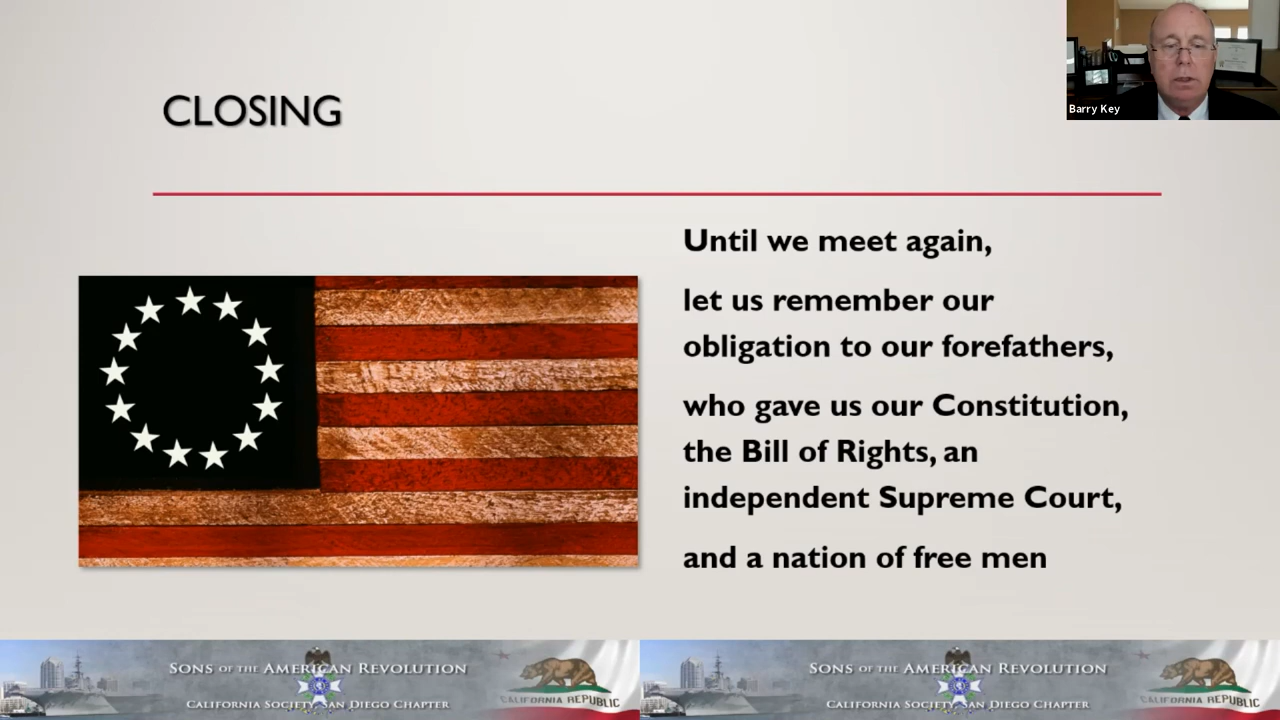 Barry Key
CLOSING
Until we meet again,
let us remember our
obligation to our forefathers,
who gave us our Constitution,
the Bill of Rights, an
independent Supreme Court,
and a nation of free men
SONS OF THE AMERICAN REVOLUTION
CALIFORNIA SOCIETY SAN DIEGO CHAPTER
CALIFORNIA REPUBLIC
SONS OF THE AMERICAN REVOLUTION
CALIFORNIA SOCIETY SAN DIEGO CHAPTER
CALIFORNIA REPUBLIC